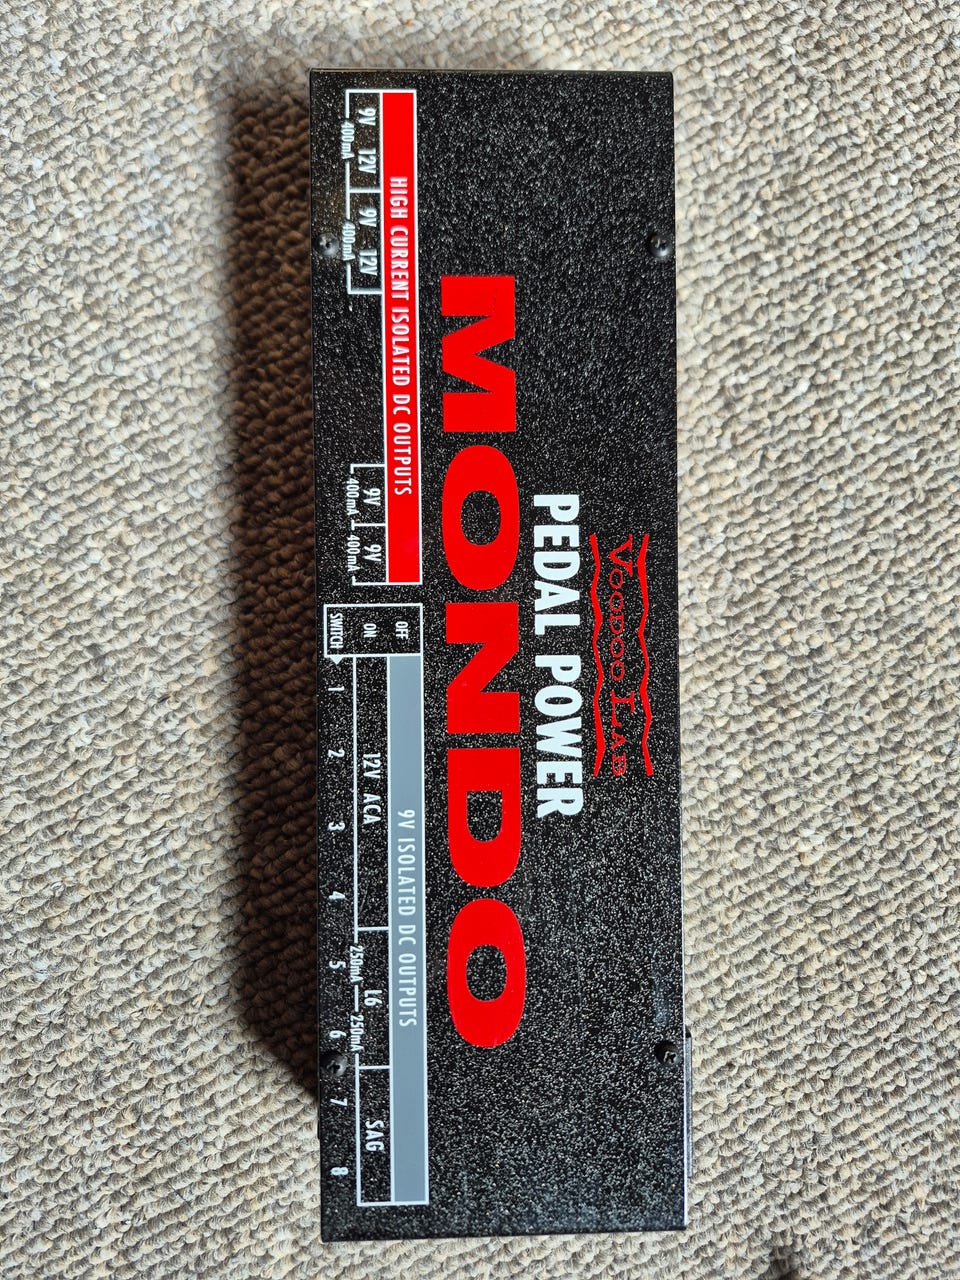 VOODOO LAB
PEDAL POWER
MONDO
HIGH CURRENT ISOLATED DC OUTPUTS
9V 12V 9V 12V 9V 9V
400mA 400mA 400mA 400mA
OFF
ON
SWITCH
9V ISOLATED DC OUTPUTS
12V ACA L6 SAG
250mA 250mA
1 2 3 4 5 6 7 8